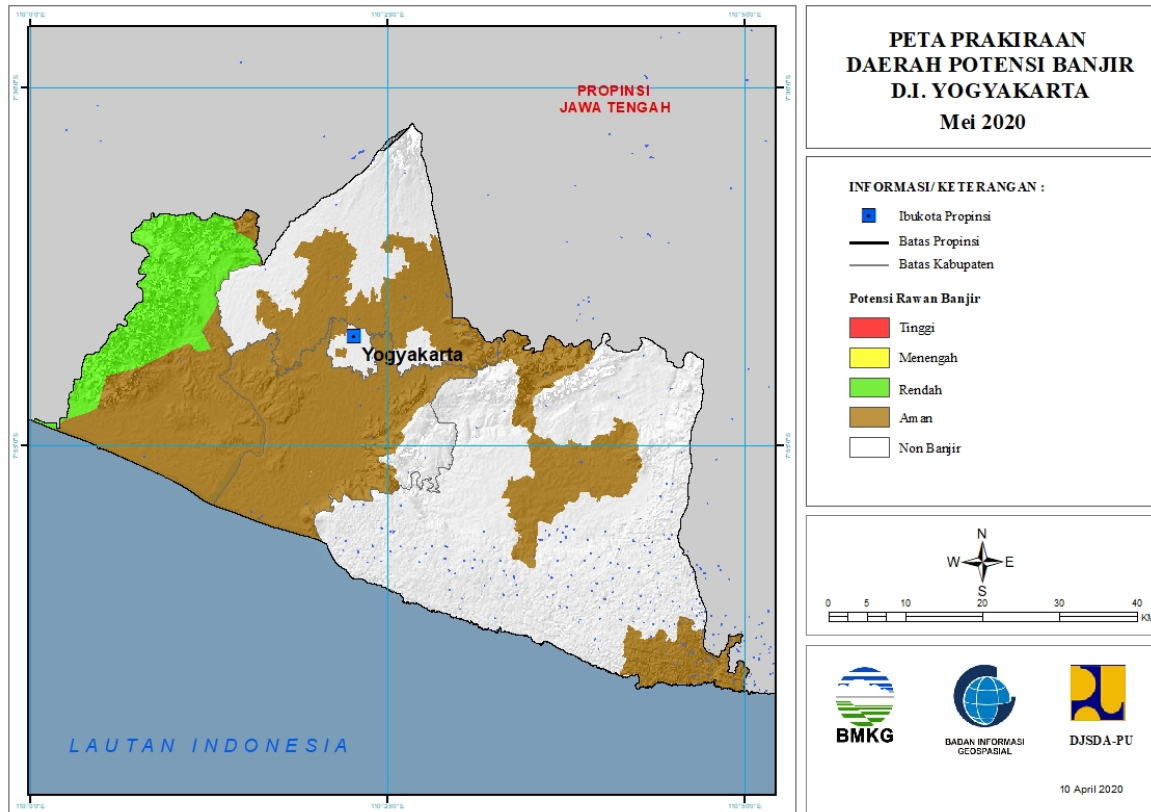 PETA PRAKIRAAN
DAERAH POTENSI BANJIR
D.I. YOGYAKARTA
Mei 2020
PROPINSI
JAWA TENGAH
Yogyakarta
LAUTAN INDONESIA
INFORMASI/ KETERANGAN :
Ibukota Propinsi
Batas Propinsi
Batas Kabupaten
Potensi Rawan Banjir
Tinggi
Menengah
Rendah
Aman
Non Banjir
N
W E
S
0 5 10 20 30 40
KM
BMKG
BADAN INFORMASI
GEOSPASIAL
DJSDA-PU
10 April 2020